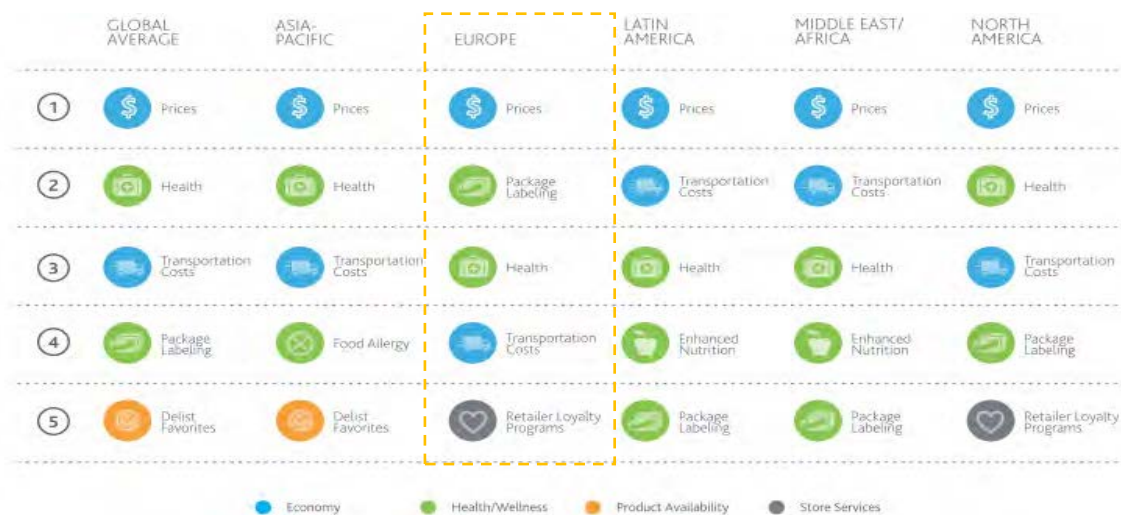 GLOBAL AVERAGE
ASIA-PACIFIC
EUROPE
LATIN AMERICA
MIDDLE EAST/ AFRICA
NORTH AMERICA
1
$ Prices
$ Prices
$ Prices
$ Prices
$ Prices
$ Prices
2
Health
Health
Package Labeling
Transportation Costs
Transportation Costs
Health
3
Transportation Costs
Transportation Costs
Health
Health
Health
Transportation Costs
4
Package Labeling
Food Allergy
Transportation Costs
Enhanced Nutrition
Enhanced Nutrition
Package Labeling
5
Delist Favorites
Delist Favorites
Retailer Loyalty Programs
Package Labeling
Package Labeling
Retailer Loyalty Programs
Economy
Health/Wellness
Product Availability
Store Services